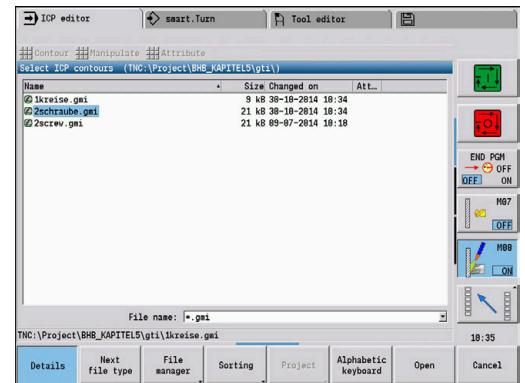 ICP editor
smart.Turn
Tool editor
Contour Manipulate Attribute
Select ICP contours (TNC:\Project\BHB_KAPITEL5\gti\)
Name Size Changed on Att...
1kreise.gmi 9 kB 30-10-2014 10:34
2schraube.gmi 21 kB 30-10-2014 10:34
2screw.gmi 21 kB 09-07-2014 10:18
File name: *.gmi
TNC:\Project\BHB_KAPITEL5\gti\1kreise.gmi
END PGM
OFF
OFF ON
M07
OFF
M08
ON
10:35
Details
Next file type
File manager
Sorting
Project
Alphabetic keyboard
Open
Cancel